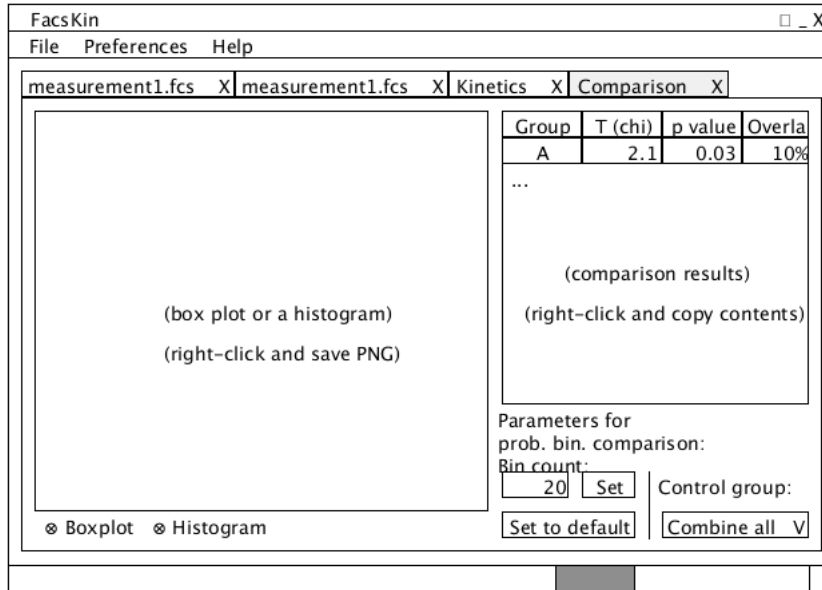 FacsKin □ _ X
File Preferences Help
measurement1.fcs X measurement1.fcs X Kinetics X Comparison X
Group T (chi) p value Overla
A 2.1 0.03 10%
...
(comparison results)
(box plot or a histogram)
(right-click and copy contents)
(right-click and save PNG)
Parameters for
prob. bin. comparison:
Bin count:
20 Set Control group:
⊗ Boxplot ⊗ Histogram
Set to default Combine all V